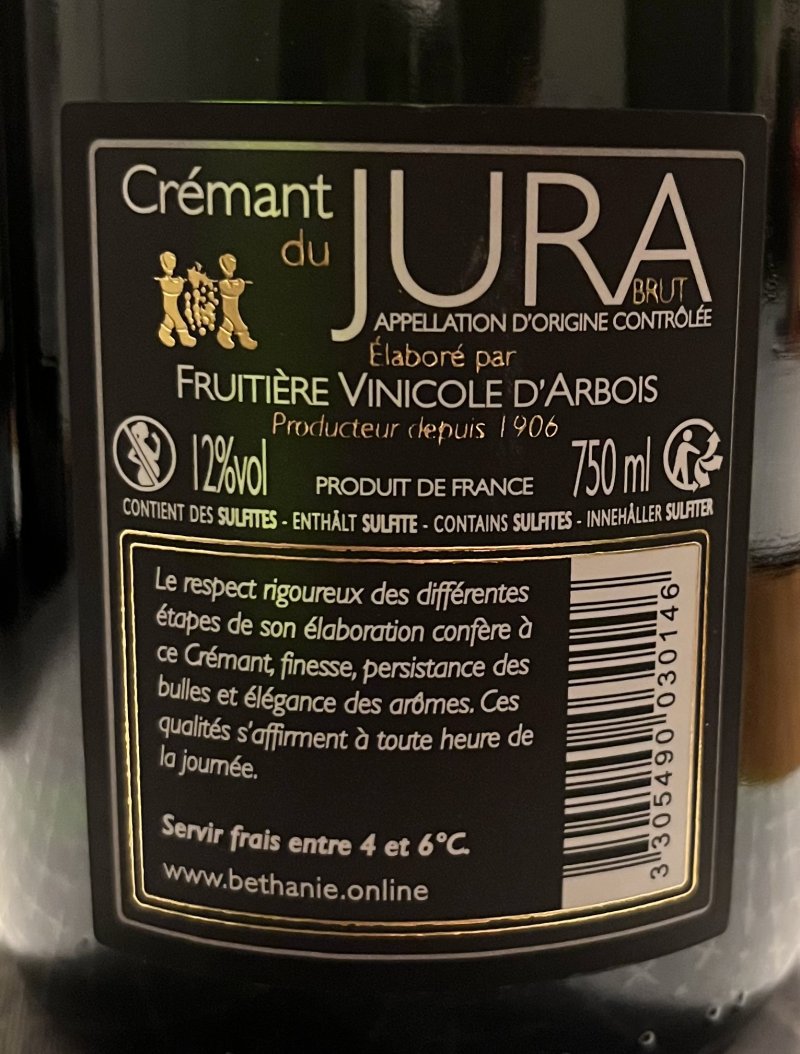 Crémant
du
JURA
BRUT
APPELLATION D'ORIGINE CONTRÔLÉE
Élaboré par
FRUITIÈRE VINICOLE D'ARBOIS
Producteur depuis 1906
12%vol
PRODUIT DE FRANCE
750 ml
CONTIENT DES SULFITES - ENTHÄLT SULFITE - CONTAINS SULFITES - INNEHÅLLER SULFITER
Le respect rigoureux des différentes
étapes de son élaboration confère à
ce Crémant, finesse, persistance des
bulles et élégance des arômes. Ces
qualités s'affirment à toute heure de
la journée.
Servir frais entre 4 et 6°C.
www.bethanie.online
3 305490 030146